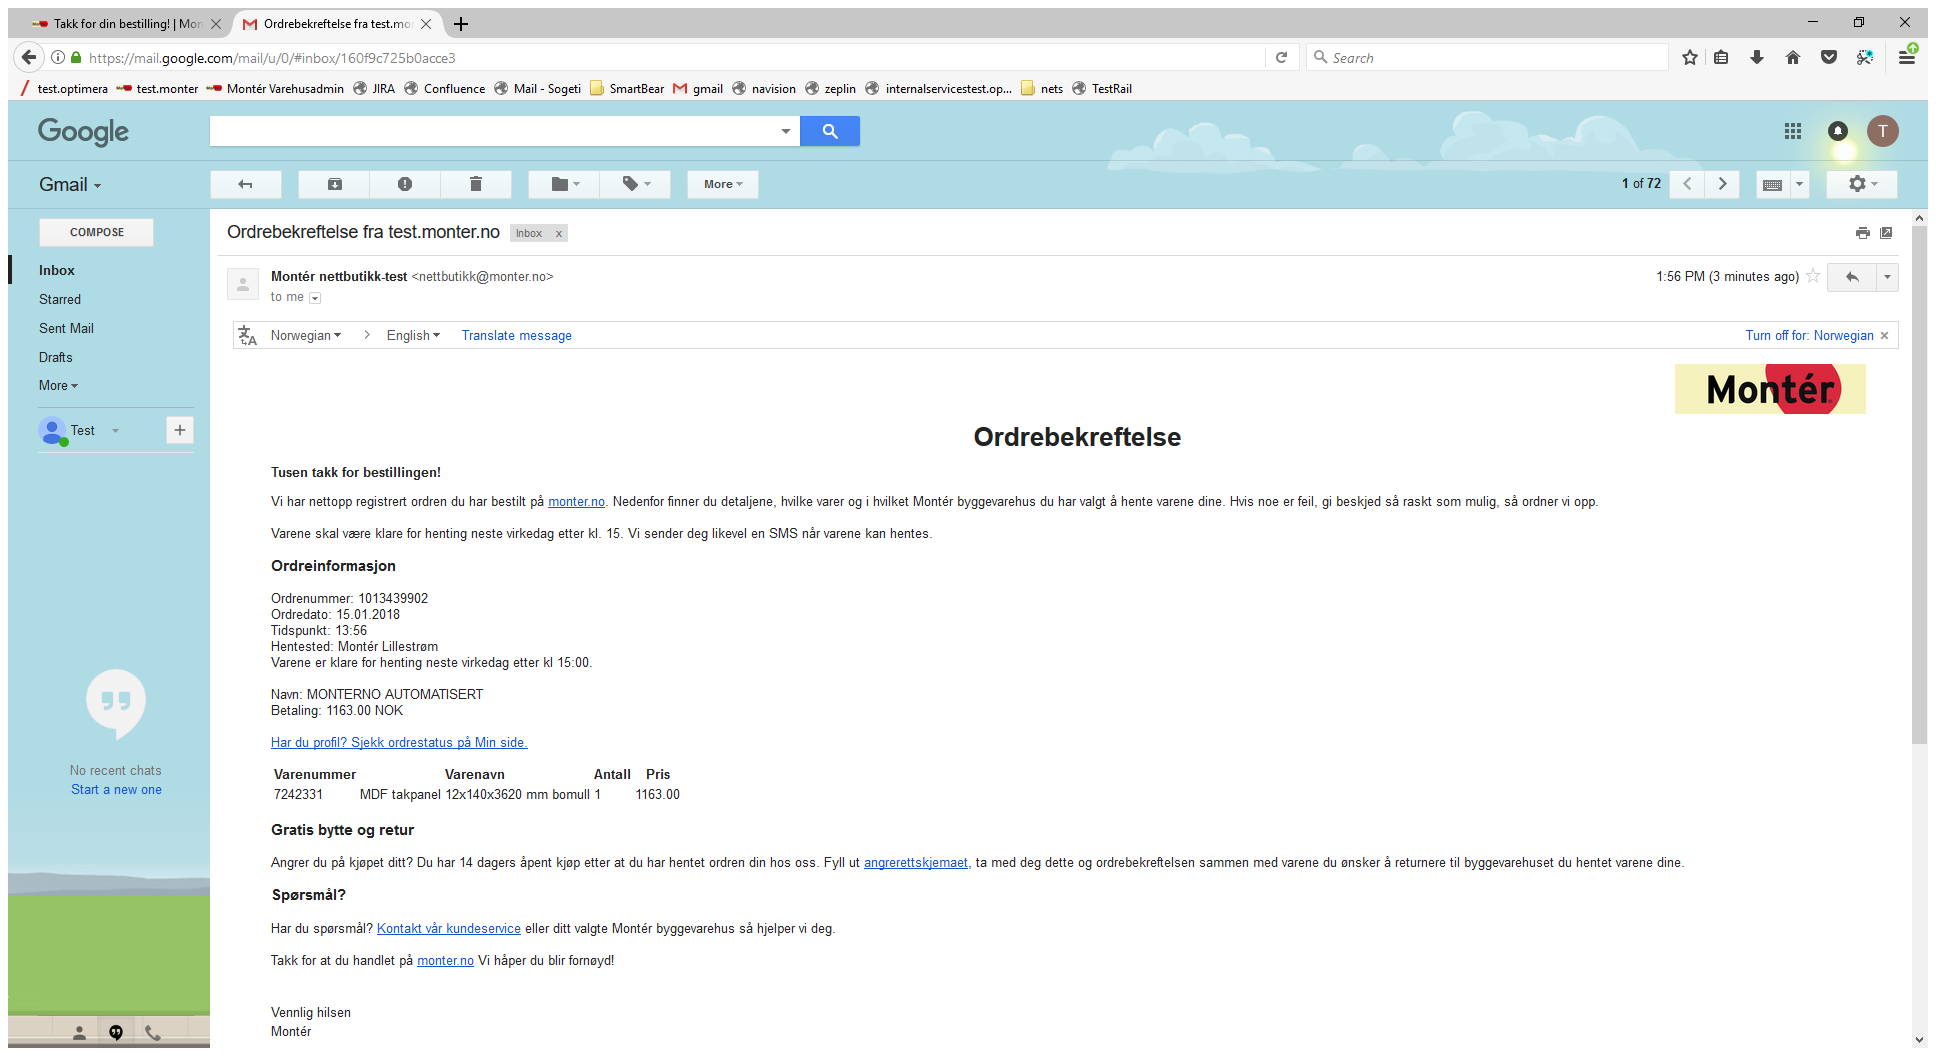 Takk for din bestilling! | Mon
Ordrebekreftelse fra test.mo
https://mail.google.com/mail/u/0/#inbox/160f9c725b0acce3
Search
test.optimera test.monter Montér Varehusadmin JIRA Confluence Mail - Sogeti SmartBear gmail navision zeplin internalservicestest.op... nets TestRail
Google
T
Gmail
More
1 of 72
COMPOSE
Inbox
Starred
Sent Mail
Drafts
More
Test
No recent chats
Start a new one
Ordrebekreftelse fra test.monter.no Inbox x
Montér nettbutikk-test <nettbutikk@monter.no>
1:56 PM (3 minutes ago)
to me
Norwegian > English Translate message
Turn off for: Norwegian
Montér
Ordrebekreftelse
Tusen takk for bestillingen!
Vi har nettopp registrert ordren du har bestilt på monter.no. Nedenfor finner du detaljene, hvilke varer og i hvilket Montér byggevarehus du har valgt å hente varene dine. Hvis noe er feil, gi beskjed så raskt som mulig, så ordner vi opp.
Varene skal være klare for henting neste virkedag etter kl. 15. Vi sender deg likevel en SMS når varene kan hentes.
Ordreinformasjon
Ordrenummer: 1013439902
Ordredato: 15.01.2018
Tidspunkt: 13:56
Hentested: Montér Lillestrøm
Varene er klare for henting neste virkedag etter kl 15:00.
Navn: MONTERNO AUTOMATISERT
Betaling: 1163.00 NOK
Har du profil? Sjekk ordrestatus på Min side.
Varenummer Varenavn Antall Pris
7242331 MDF takpanel 12x140x3620 mm bomull 1 1163.00
Gratis bytte og retur
Angrer du på kjøpet ditt? Du har 14 dagers åpent kjøp etter at du har hentet ordren din hos oss. Fyll ut angrerettskjemaet, ta med deg dette og ordrebekreftelsen sammen med varene du ønsker å returnere til byggevarehuset du hentet varene dine.
Spørsmål?
Har du spørsmål? Kontakt vår kundeservice eller ditt valgte Montér byggevarehus så hjelper vi deg.
Takk for at du handlet på monter.no Vi håper du blir fornøyd!
Vennlig hilsen
Montér